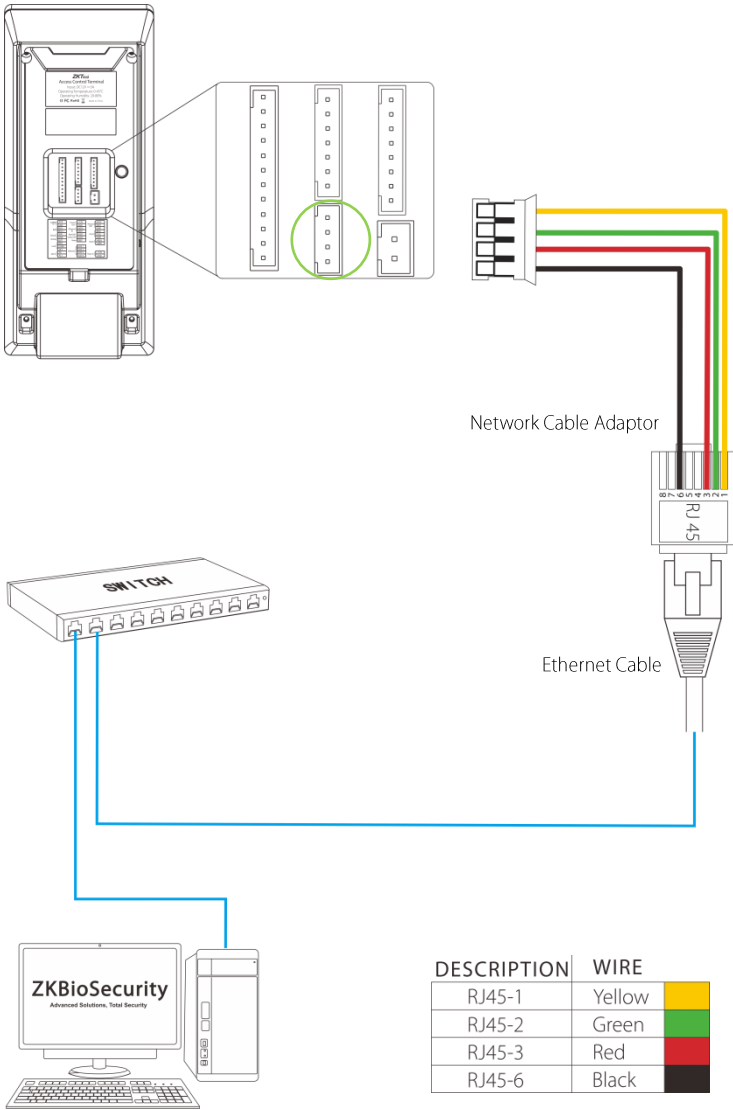 ZKTeco
Access Control Terminal
Network Cable Adaptor
8 7 6 5 4 3 2 1
RJ 45
SWITCH
Ethernet Cable
ZKBioSecurity
Advanced Solutions, Total Security
DESCRIPTION WIRE
RJ45-1 Yellow
RJ45-2 Green
RJ45-3 Red
RJ45-6 Black